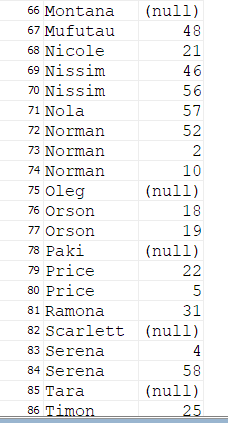 66 Montana (null)
67 Mufutau 48
68 Nicole 21
69 Nissim 46
70 Nissim 56
71 Nola 57
72 Norman 52
73 Norman 2
74 Norman 10
75 Oleg (null)
76 Orson 18
77 Orson 19
78 Paki (null)
79 Price 22
80 Price 5
81 Ramona 31
82 Scarlett (null)
83 Serena 4
84 Serena 58
85 Tara (null)
86 Timon 25